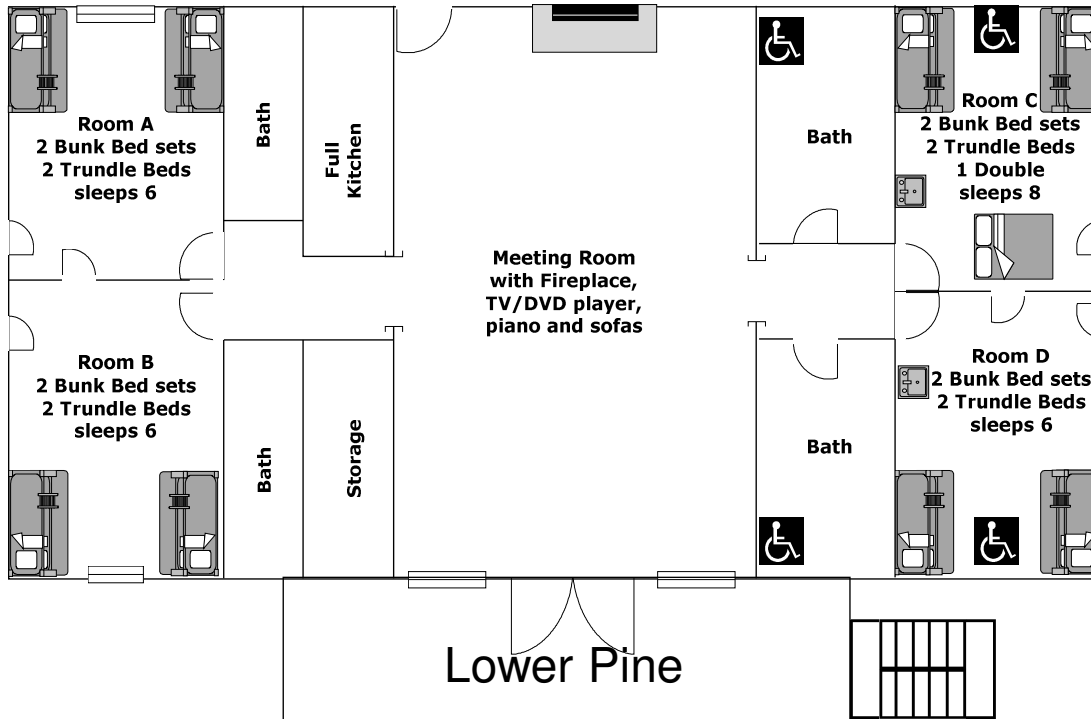 Room A
2 Bunk Bed sets
2 Trundle Beds
sleeps 6
Bath
Full
Kitchen
Meeting Room
with Fireplace,
TV/DVD player,
piano and sofas
Bath
Room C
2 Bunk Bed sets
2 Trundle Beds
1 Double
sleeps 8
Room B
2 Bunk Bed sets
2 Trundle Beds
sleeps 6
Bath
Storage
Bath
Room D
2 Bunk Bed sets
2 Trundle Beds
sleeps 6
Lower Pine